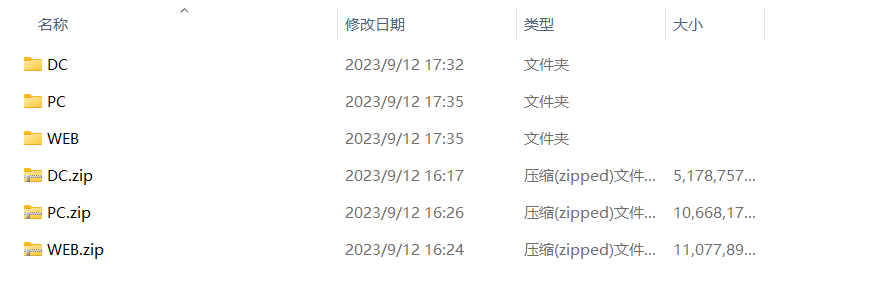 名称 修改日期 类型 大小
DC 2023/9/12 17:32 文件夹
PC 2023/9/12 17:35 文件夹
WEB 2023/9/12 17:35 文件夹
DC.zip 2023/9/12 16:17 压缩(zipped)文件... 5,178,757...
PC.zip 2023/9/12 16:26 压缩(zipped)文件... 10,668,17...
WEB.zip 2023/9/12 16:24 压缩(zipped)文件... 11,077,89...